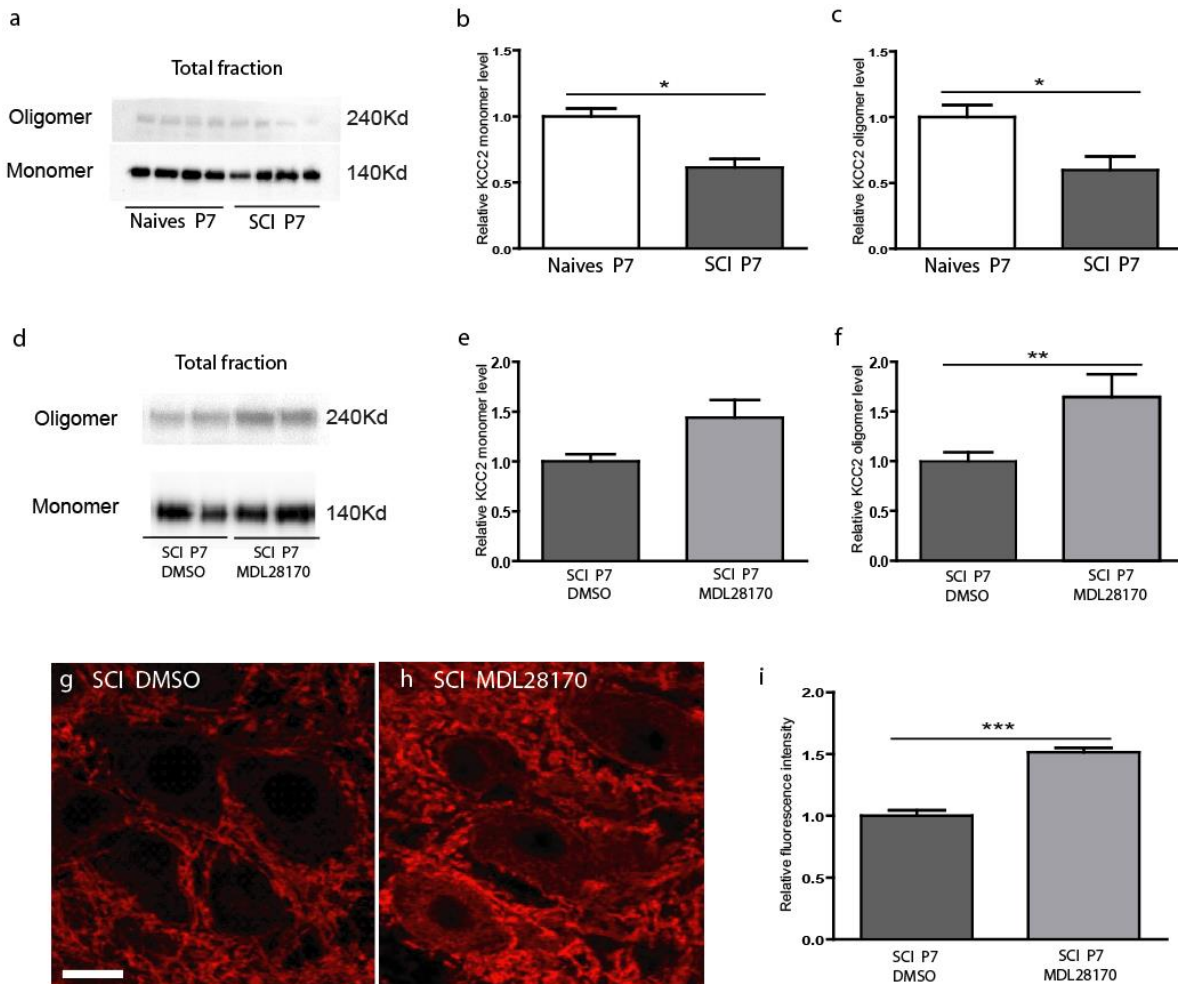 a
Total fraction
Oligomer
240Kd
Monomer
140Kd
Naives P7
SCI P7
b
Relative KCC2 monomer level
1.5
1.0
0.5
0.0
*
Naives P7
SCI P7
c
Relative KCC2 oligomer level
1.5
1.0
0.5
0.0
*
Naives P7
SCI P7
d
Total fraction
Oligomer
240Kd
Monomer
140Kd
SCI P7
DMSO
SCI P7
MDL28170
e
Relative KCC2 monomer level
2.0
1.5
1.0
0.5
0.0
SCI P7
DMSO
SCI P7
MDL28170
f
Relative KCC2 oligomer level
2.0
1.5
1.0
0.5
0.0
**
SCI P7
DMSO
SCI P7
MDL28170
g SCI DMSO
h SCI MDL28170
i
Relative fluorescence intensity
2.0
1.5
1.0
0.5
0.0
***
SCI P7
DMSO
SCI P7
MDL28170